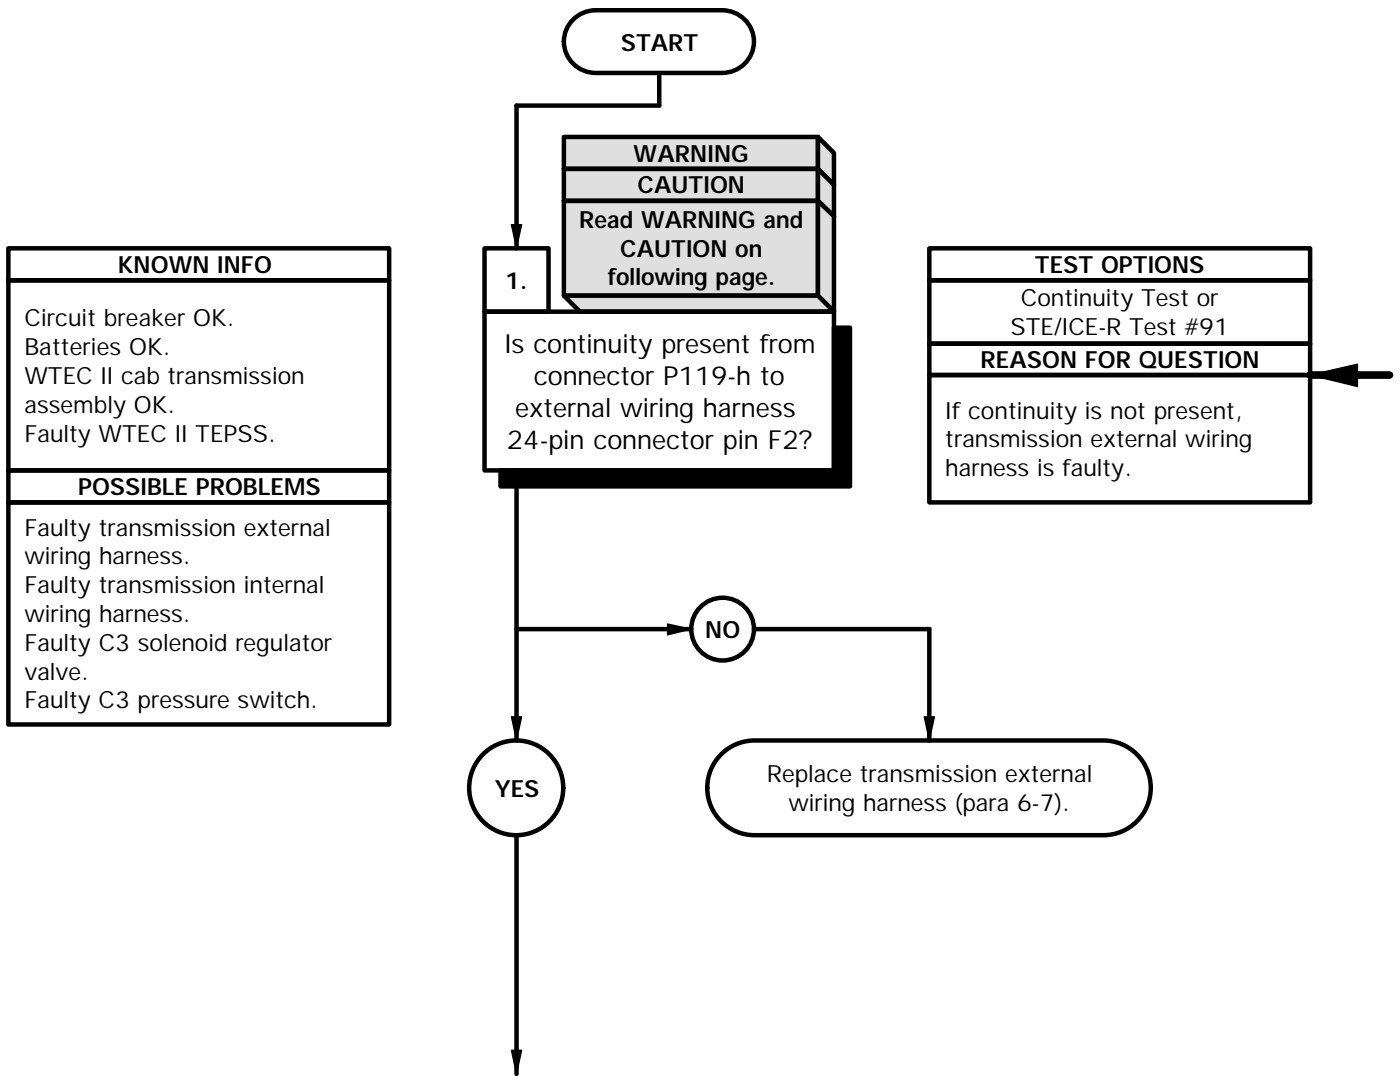 START
WARNING
CAUTION
Read WARNING and
CAUTION on
following page.
KNOWN INFO
Circuit breaker OK.
Batteries OK.
WTEC II cab transmission
assembly OK.
Faulty WTEC II TEPSS.
POSSIBLE PROBLEMS
Faulty transmission external
wiring harness.
Faulty transmission internal
wiring harness.
Faulty C3 solenoid regulator
valve.
Faulty C3 pressure switch.
1.
Is continuity present from
connector P119-h to
external wiring harness
24-pin connector pin F2?
TEST OPTIONS
Continuity Test or
STE/ICE-R Test #91
REASON FOR QUESTION
If continuity is not present,
transmission external wiring
harness is faulty.
NO
YES
Replace transmission external
wiring harness (para 6-7).